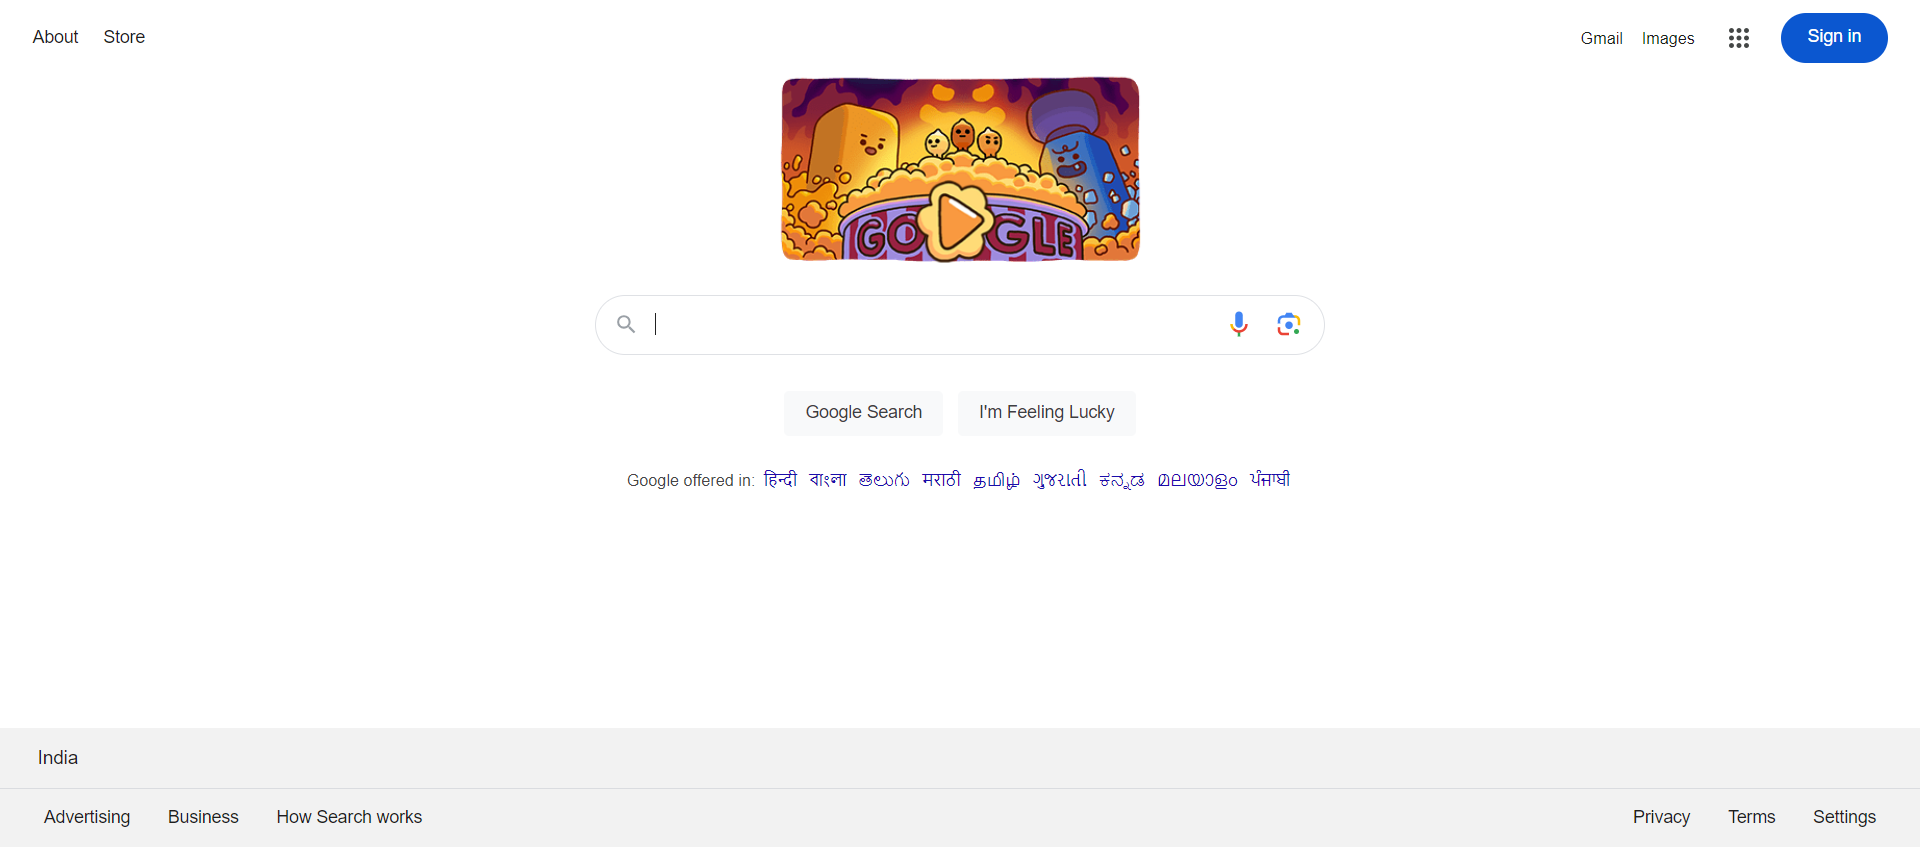 About Store
Gmail Images Sign in
GOOGLE
Google Search I'm Feeling Lucky
Google offered in: हिन्दी বাংলা తెలుగు मराठी தமிழ் ગુજરાતી ಕನ್ನಡ മലയാളം ਪੰਜਾਬੀ
India
Advertising Business How Search works
Privacy Terms Settings